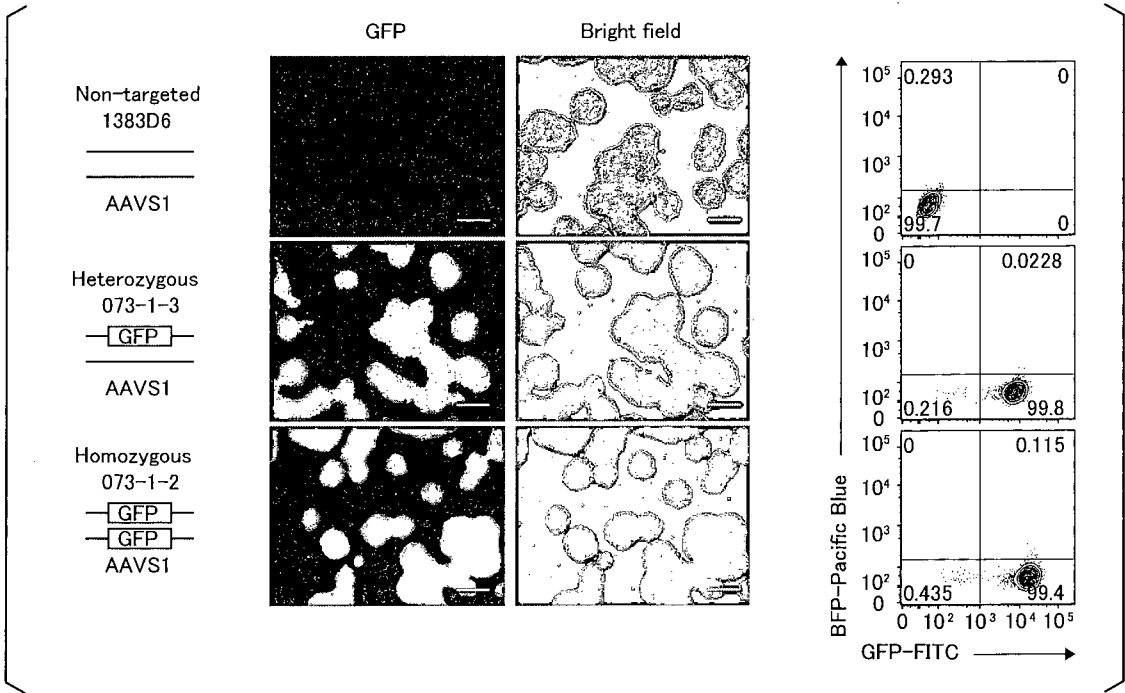 GFP
Bright field
Non-targeted
1383D6
AAVS1
Heterozygous
073-1-3
GFP
AAVS1
Homozygous
073-1-2
GFP
GFP
AAVS1
BFP-Pacific Blue
10⁵
10⁴
10³
10²
0
0.293
0
99.7
0
10⁵
10⁴
10³
10²
0
0
0.0228
0.216
99.8
10⁵
10⁴
10³
10²
0
0
0.115
0.435
99.4
0 10² 10³ 10⁴ 10⁵
GFP-FITC